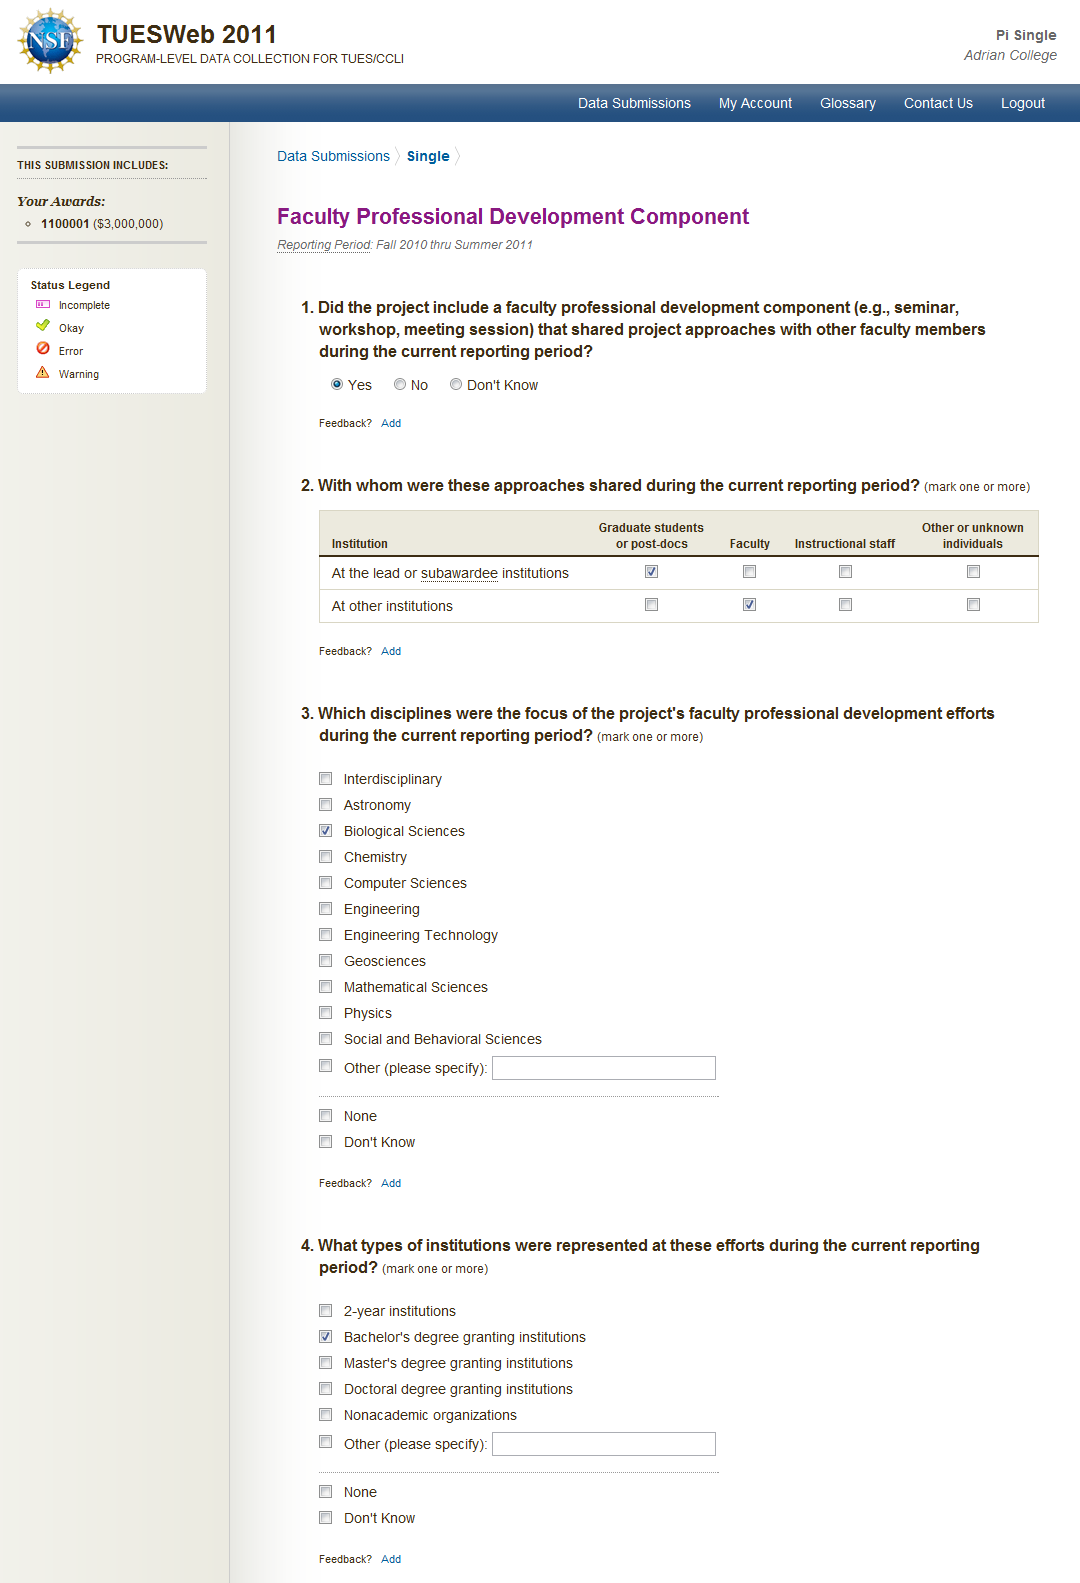 NSF
TUESWeb 2011
PROGRAM-LEVEL DATA COLLECTION FOR TUES/CCLI
Pi Single
Adrian College
Data Submissions My Account Glossary Contact Us Logout
THIS SUBMISSION INCLUDES:
Your Awards:
1100001 ($3,000,000)
Status Legend
Incomplete
Okay
Error
Warning
Data Submissions Single
Faculty Professional Development Component
Reporting Period: Fall 2010 thru Summer 2011
1. Did the project include a faculty professional development component (e.g., seminar,
workshop, meeting session) that shared project approaches with other faculty members
during the current reporting period?
Yes No Don't Know
Feedback? Add
2. With whom were these approaches shared during the current reporting period? (mark one or more)
Graduate students Other or unknown
Institution or post-docs Faculty Instructional staff individuals
At the lead or subawardee institutions
At other institutions
Feedback? Add
3. Which disciplines were the focus of the project's faculty professional development efforts
during the current reporting period? (mark one or more)
Interdisciplinary
Astronomy
Biological Sciences
Chemistry
Computer Sciences
Engineering
Engineering Technology
Geosciences
Mathematical Sciences
Physics
Social and Behavioral Sciences
Other (please specify):
None
Don't Know
Feedback? Add
4. What types of institutions were represented at these efforts during the current reporting
period? (mark one or more)
2-year institutions
Bachelor's degree granting institutions
Master's degree granting institutions
Doctoral degree granting institutions
Nonacademic organizations
Other (please specify):
None
Don't Know
Feedback? Add